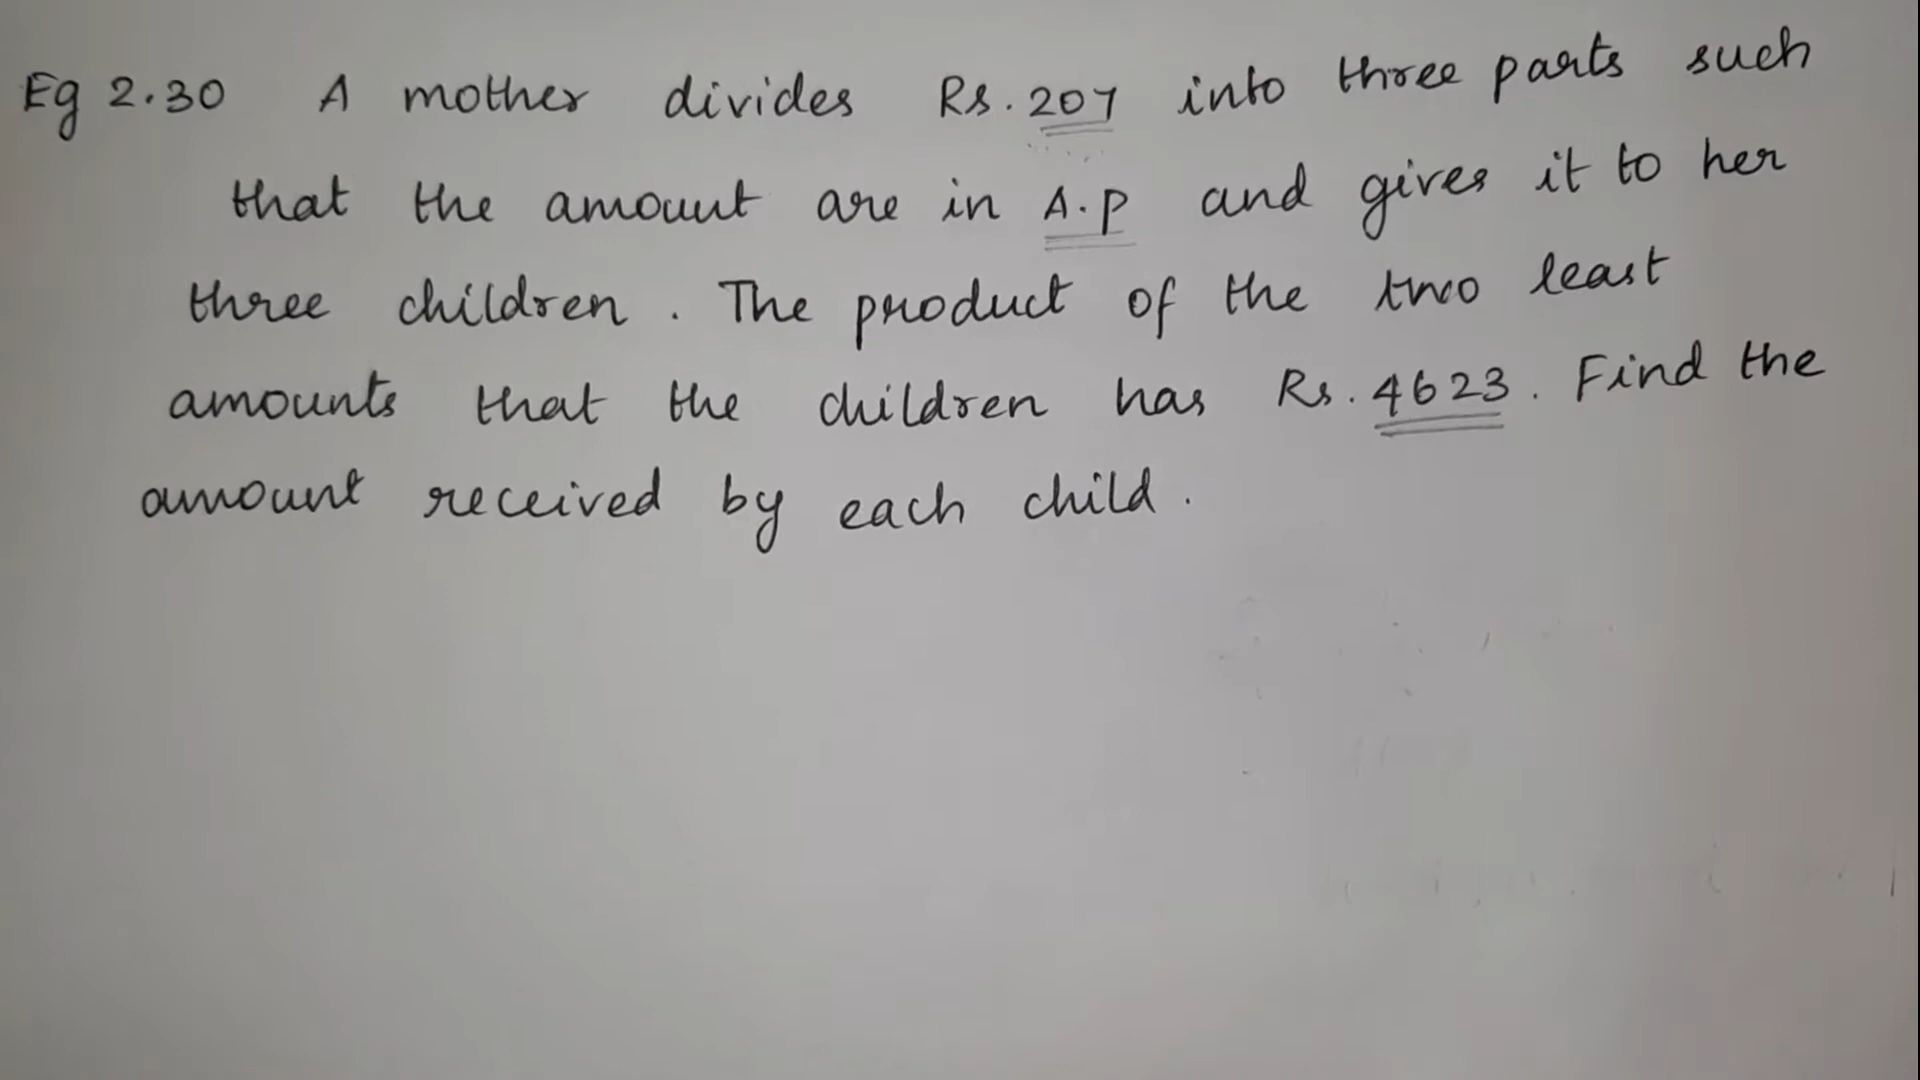 Eg 2.30 A mother divides Rs. 207 into three parts such
that the amount are in A.P and gives it to her
three children. The product of the two least
amounts that the children has Rs. 4623. Find the
amount received by each child.